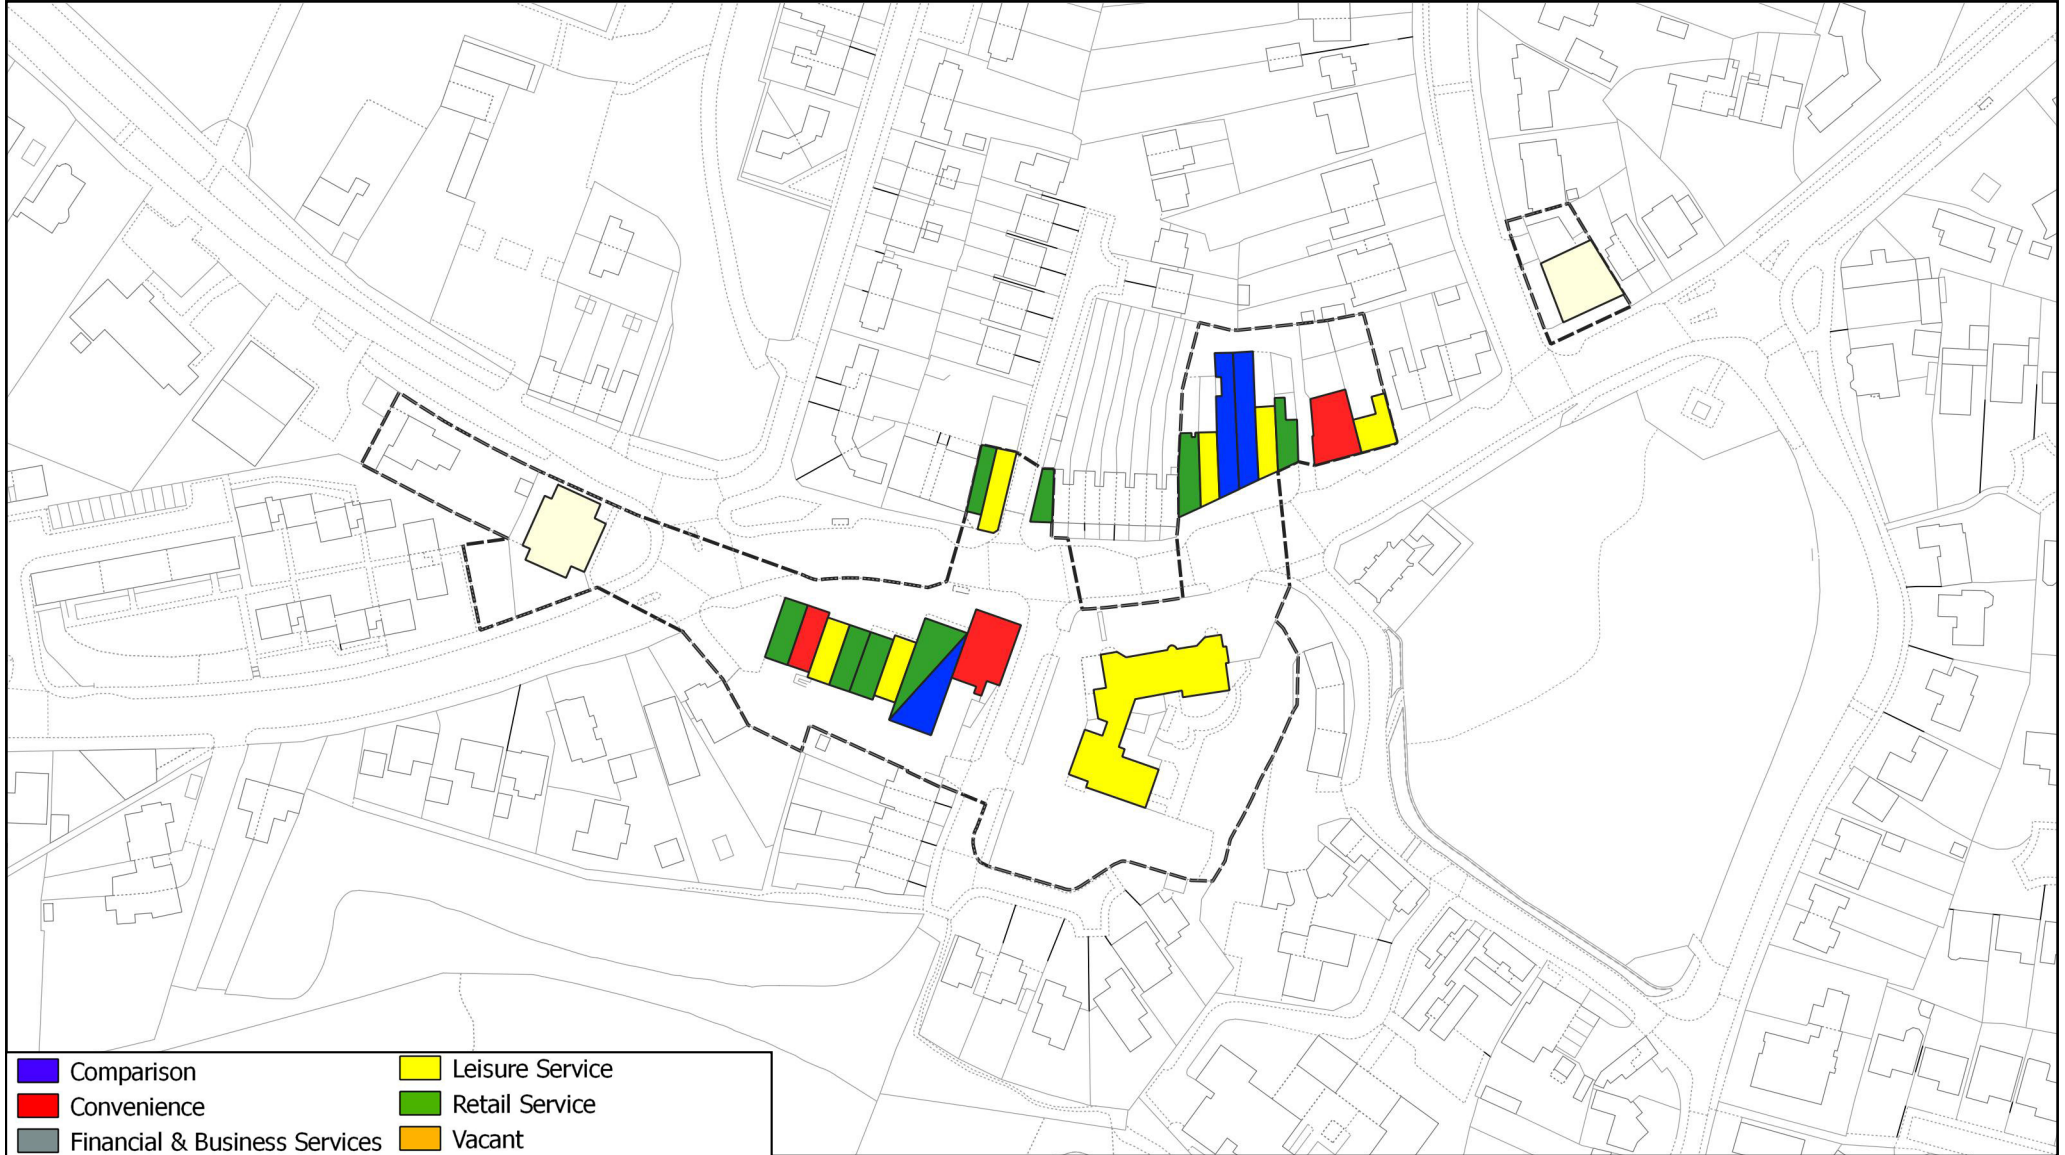 Comparison
Convenience
Financial & Business Services
Leisure Service
Retail Service
Vacant